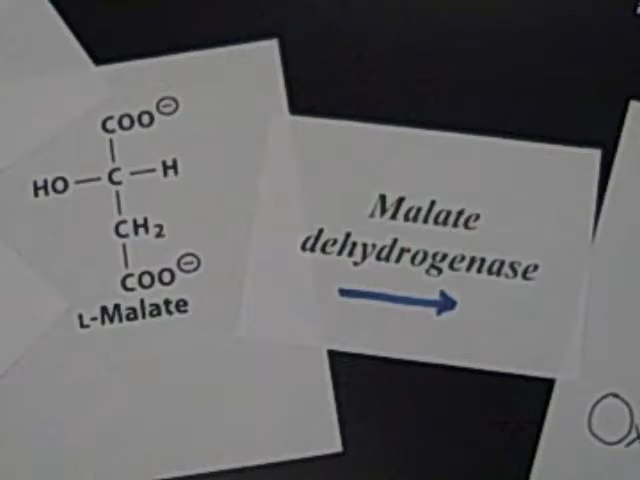 COO⊖
HO—C—H
CH₂
COO⊖
L-Malate
Malate
dehydrogenase